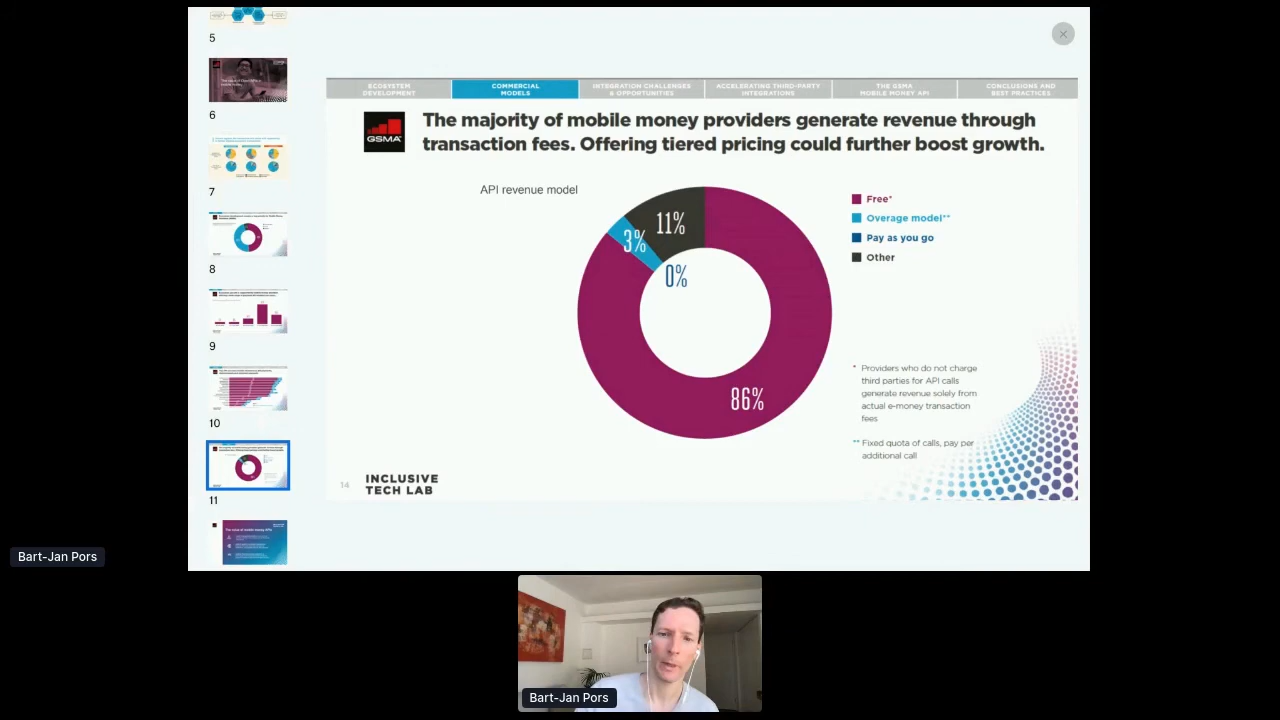 5
6
7
8
9
10
11
ECOSYSTEM
DEVELOPMENT
COMMERCIAL
MODELS
INTEGRATION CHALLENGES
& OPPORTUNITIES
ACCELERATING THIRD-PARTY
INTEGRATIONS
THE GSMA
MOBILE MONEY API
CONCLUSIONS AND
BEST PRACTICES
GSMA
The majority of mobile money providers generate revenue through
transaction fees. Offering tiered pricing could further boost growth.
API revenue model
11%
3%
0%
86%
Free*
Overage model**
Pay as you go
Other
* Providers who do not charge
third parties for API calls
generate revenue solely from
actual e-money transaction
fees
** Fixed quota of calls, pay per
additional call
14
INCLUSIVE
TECH LAB
Bart-Jan Pors
Bart-Jan Pors